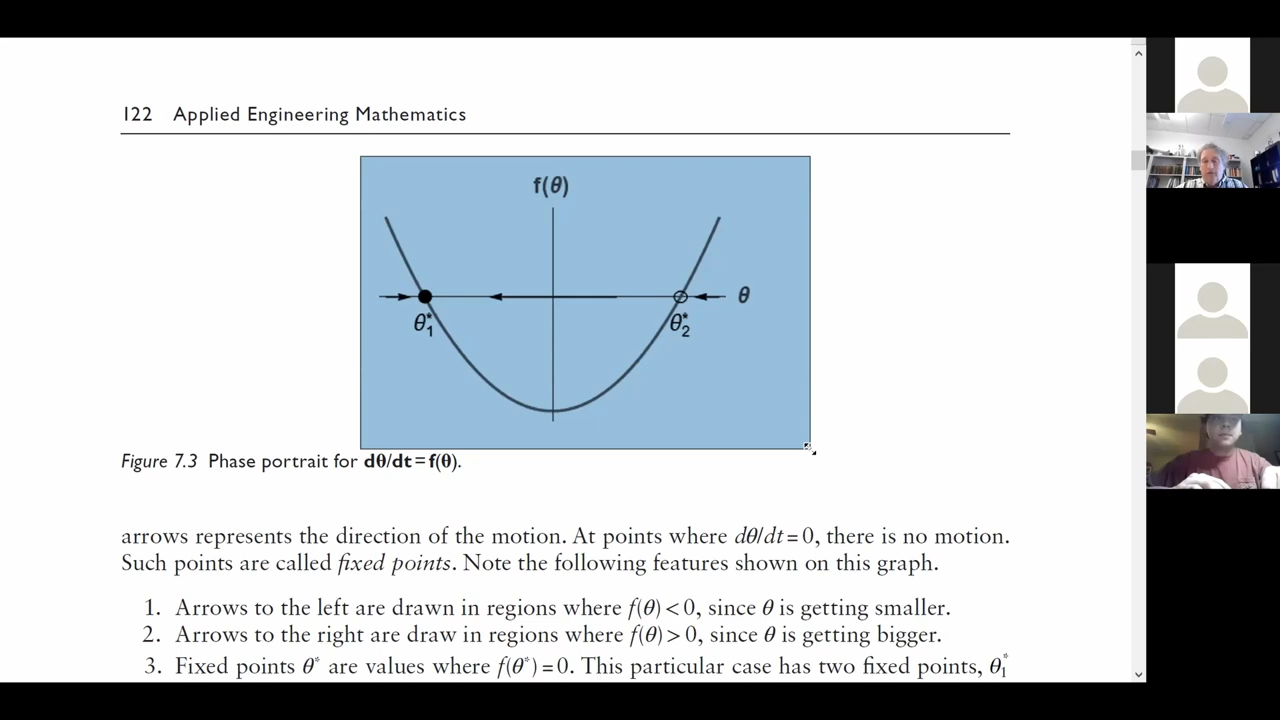 122 Applied Engineering Mathematics
f(θ)
θ
θ₁* θ₂*
Figure 7.3 Phase portrait for dθ/dt = f(θ).
arrows represents the direction of the motion. At points where dθ/dt = 0, there is no motion.
Such points are called fixed points. Note the following features shown on this graph.
1. Arrows to the left are drawn in regions where f(θ) < 0, since θ is getting smaller.
2. Arrows to the right are draw in regions where f(θ) > 0, since θ is getting bigger.
3. Fixed points θ* are values where f(θ*) = 0. This particular case has two fixed points, θ₁*